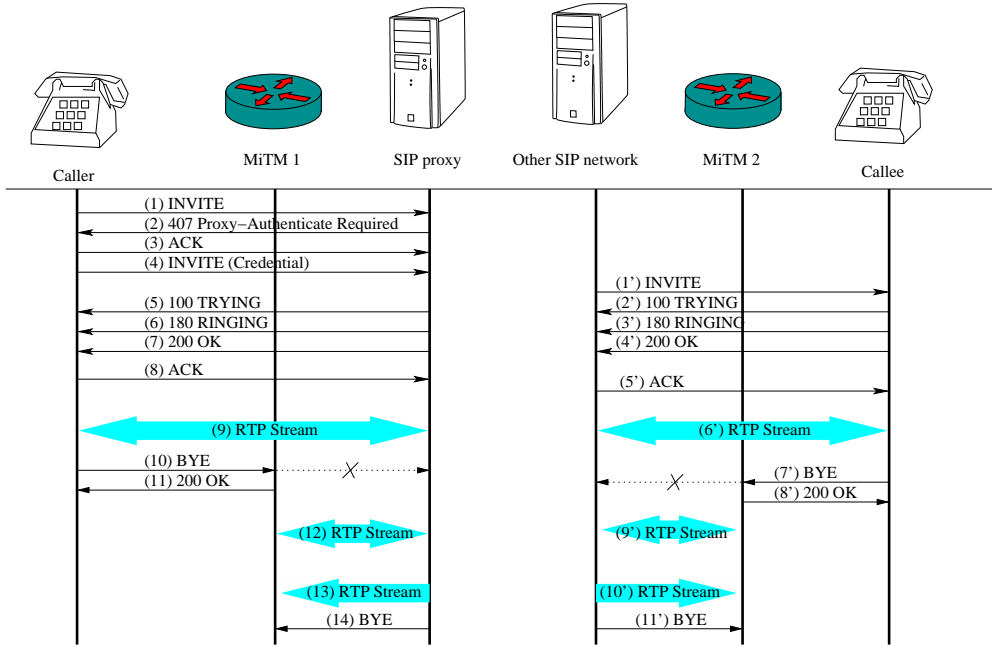 MiTM 1
SIP proxy
Other SIP network
MiTM 2
Caller
Callee
(1) INVITE
(2) 407 Proxy−Authenticate Required
(3) ACK
(4) INVITE (Credential)
(1') INVITE
(5) 100 TRYING
(2') 100 TRYING
(6) 180 RINGING
(3') 180 RINGING
(7) 200 OK
(4') 200 OK
(8) ACK
(5') ACK
(9) RTP Stream
(6') RTP Stream
(10) BYE
(7') BYE
(11) 200 OK
(8') 200 OK
(12) RTP Stream
(9') RTP Stream
(13) RTP Stream
(10') RTP Stream
(14) BYE
(11') BYE